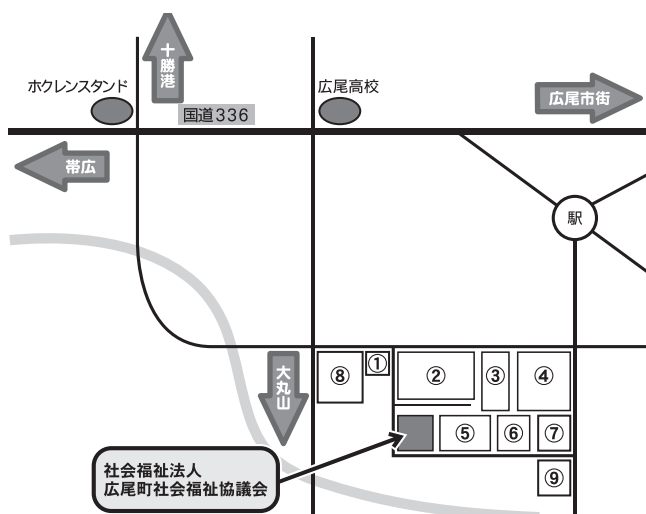 十勝港
ホクレンスタンド
広尾高校
国道336
広尾市街
帯広
駅
大丸山
⑧
①
②
③
④
⑤
⑥
⑦
⑨
社会福祉法人
広尾町社会福祉協議会